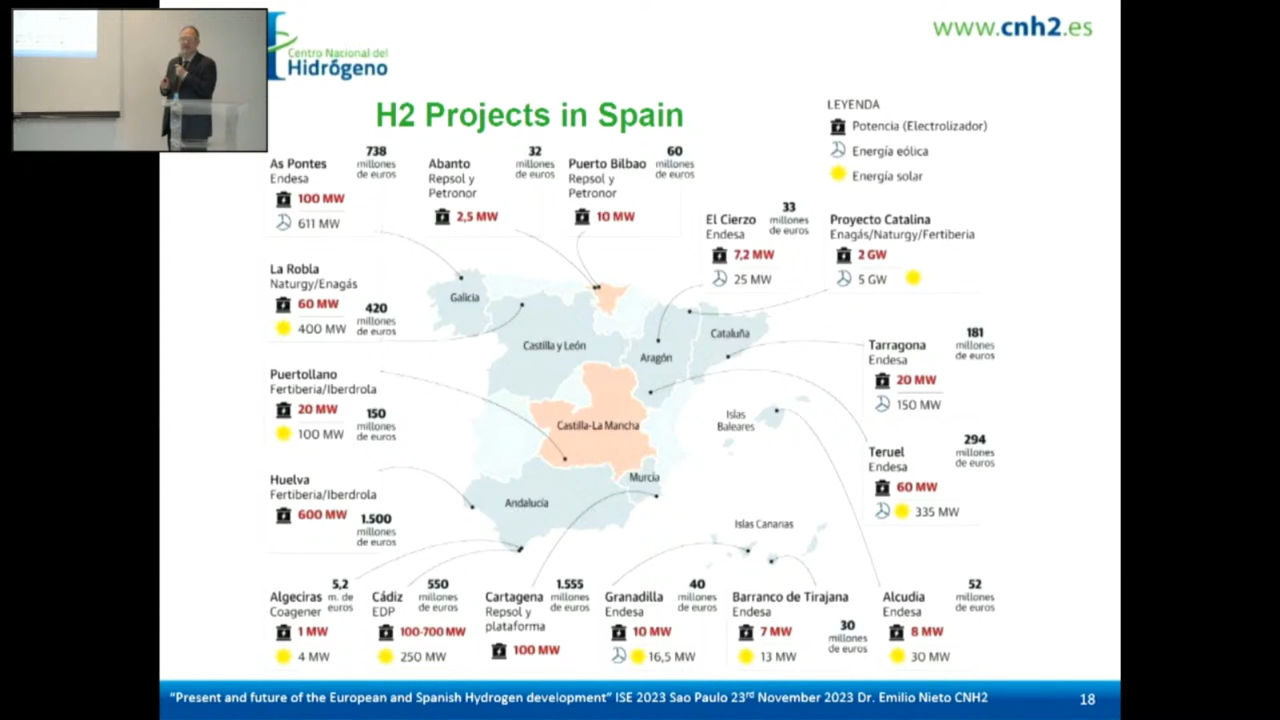 www.cnh2.es
Centro Nacional del
Hidrógeno
H2 Projects in Spain
LEYENDA
Potencia (Electrolizador)
Energía eólica
Energía solar
As Pontes
Endesa
738
millones
de euros
100 MW
611 MW
Abanto
Repsol y
Petronor
32
millones
de euros
2,5 MW
Puerto Bilbao
Repsol y
Petronor
60
millones
de euros
10 MW
El Cierzo
Endesa
33
millones
de euros
7,2 MW
25 MW
Proyecto Catalina
Enagás/Naturgy/Fertiberia
2 GW
5 GW
La Robla
Naturgy/Enagás
60 MW
400 MW
420
millones
de euros
Galicia
Castilla y León
Aragón
Cataluña
Tarragona
Endesa
181
millones
de euros
20 MW
150 MW
Puertollano
Fertiberia/Iberdrola
20 MW
100 MW
150
millones
de euros
Castilla-La Mancha
Islas
Baleares
Teruel
Endesa
294
millones
de euros
60 MW
335 MW
Huelva
Fertiberia/Iberdrola
600 MW
1.500
millones
de euros
Murcia
Andalucía
Islas Canarias
Algeciras
Coagener
5,2
m. de
euros
1 MW
4 MW
Cádiz
EDP
550
millones
de euros
100-700 MW
250 MW
Cartagena
Repsol y
plataforma
1.555
millones
de euros
100 MW
Granadilla
Endesa
40
millones
de euros
10 MW
16,5 MW
Barranco de Tirajana
Endesa
7 MW
13 MW
30
millones
de euros
Alcudia
Endesa
52
millones
de euros
8 MW
30 MW
"Present and future of the European and Spanish Hydrogen development" ISE 2023 Sao Paulo 23rd November 2023 Dr. Emilio Nieto CNH2
18